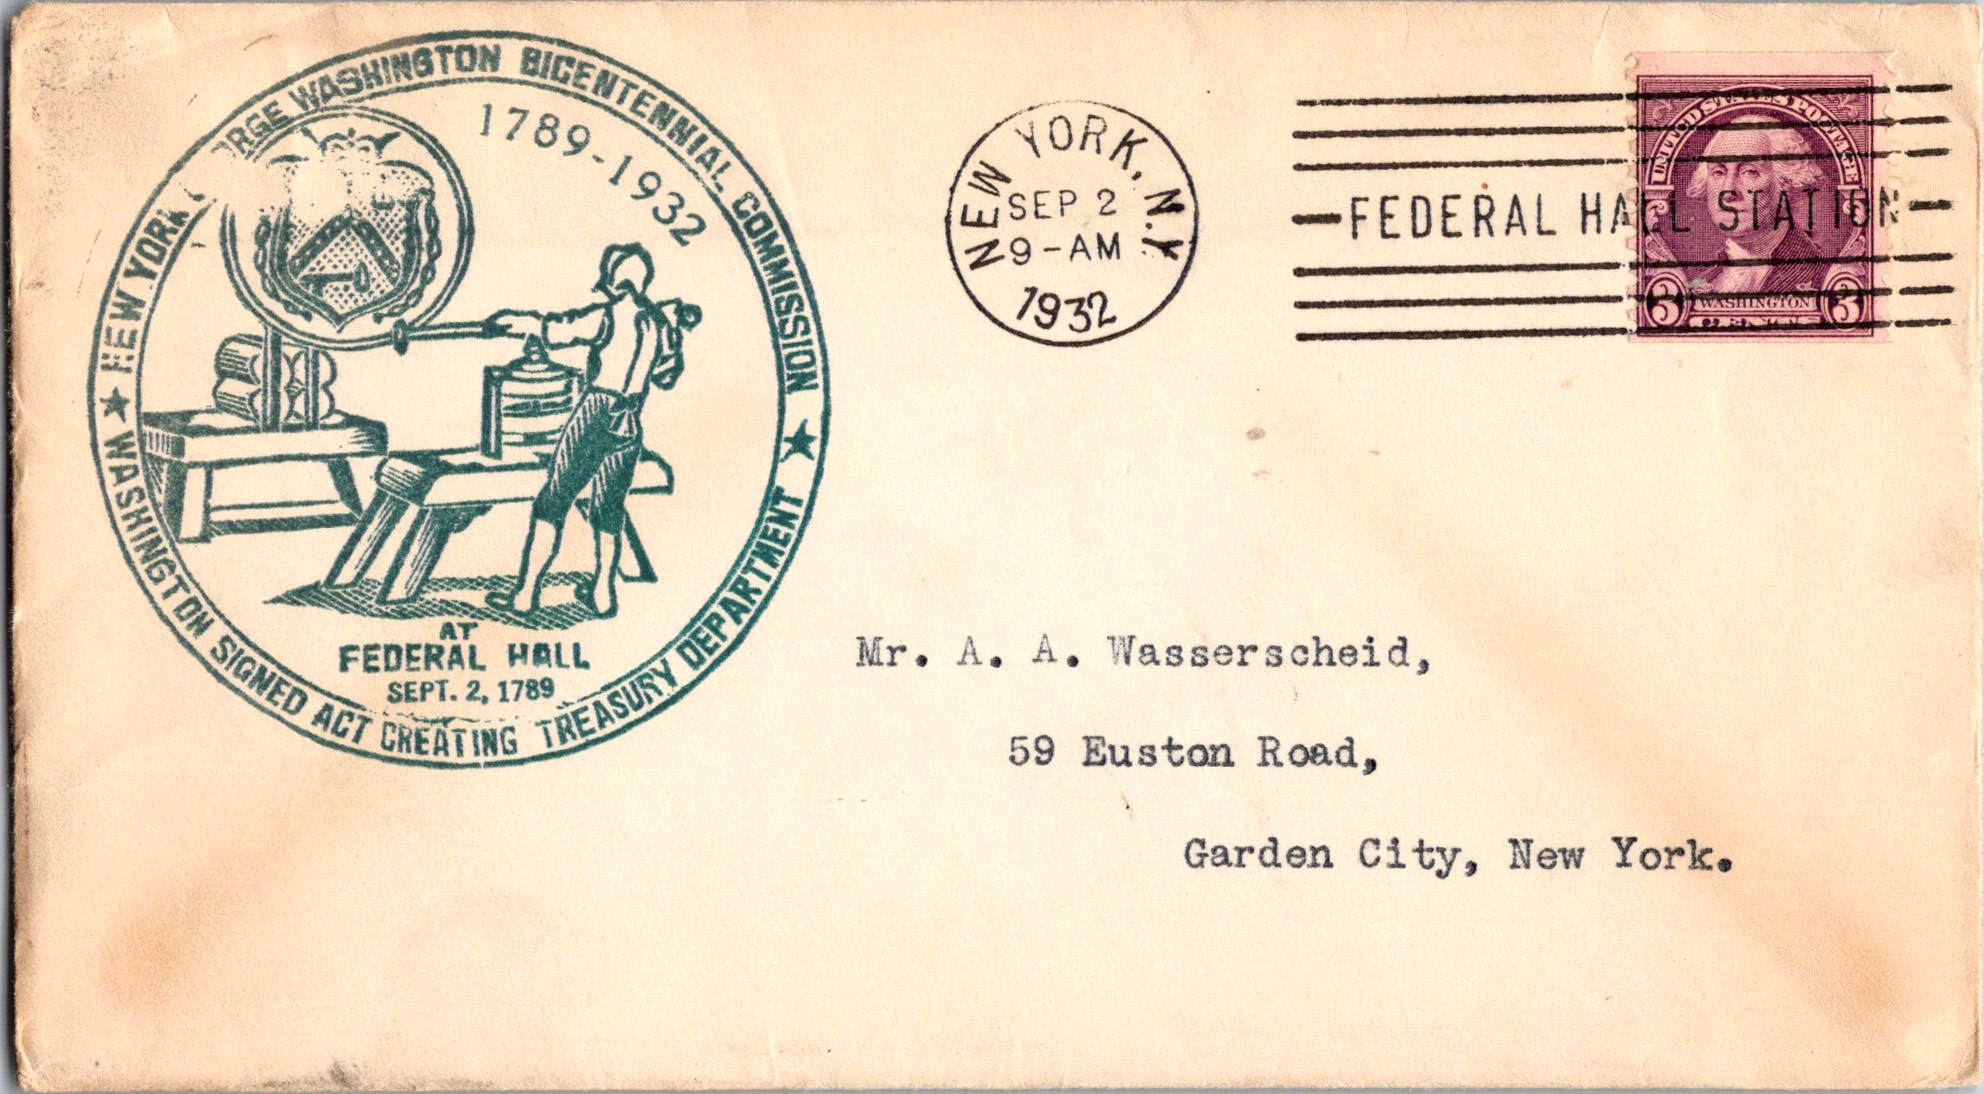 NEW YORK GEORGE WASHINGTON BICENTENNIAL COMMISSION
★ WASHINGTON SIGNED ACT CREATING TREASURY DEPARTMENT ★
1789-1932
AT
FEDERAL HALL
SEPT. 2, 1789
NEW YORK, N.Y.
SEP 2
9-AM
1932
FEDERAL HALL STATION
UNITED STATES POSTAGE
3 WASHINGTON 3
Mr. A. A. Wasserscheid,
59 Euston Road,
Garden City, New York.